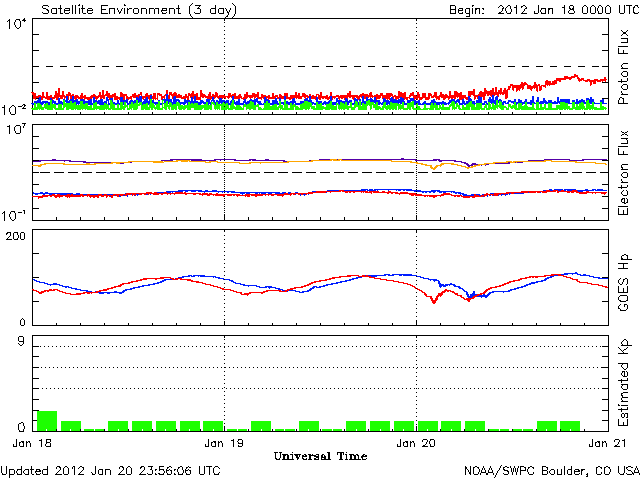 Satellite Environment (3 day) Begin: 2012 Jan 18 0000 UTC
10^4
Proton Flux
10^-2
10^7
Electron Flux
10^-1
200
GOES Hp
0
9
Estimated Kp
0
Jan 18 Jan 19 Jan 20 Jan 21
Universal Time
Updated 2012 Jan 20 23:56:06 UTC NOAA/SWPC Boulder, CO USA